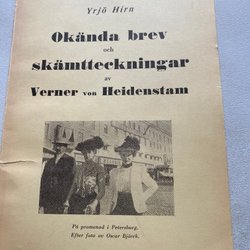 Yrjö Hirn
Okända brev
och
skämtteckningar
av
Verner von Heidenstam
På promenad i Petersburg.
Efter foto av Oscar Björck.